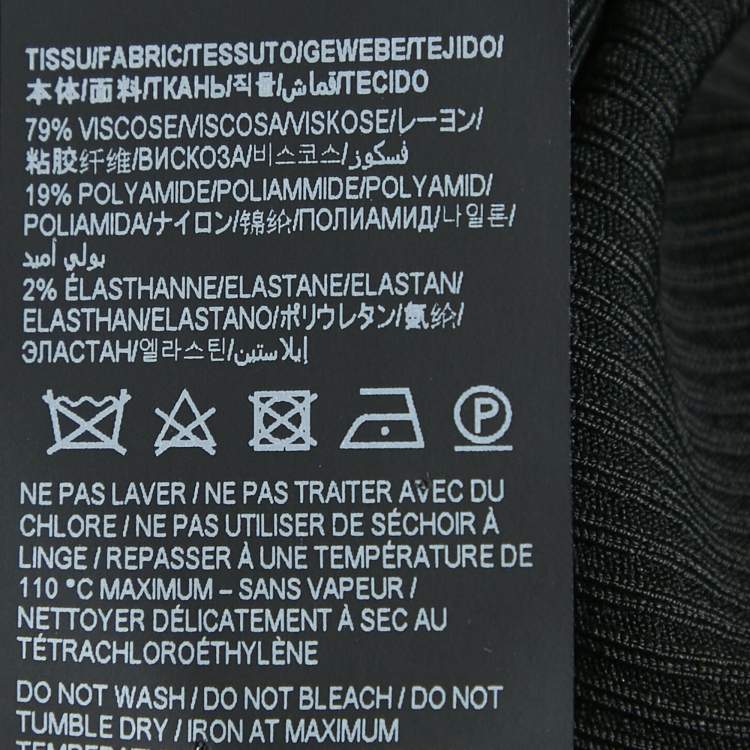 TISSU/FABRIC/TESSUTO/GEWEBE/TEJIDO/
本体/面料/ТКАНЬ/직물/قماش/TECIDO
79% VISCOSE/VISCOSA/VISKOSE/レーヨン/
粘胶纤维/ВИСКОЗА/비스코스/فسكوز
19% POLYAMIDE/POLIAMMIDE/POLYAMID/
POLIAMIDA/ナイロン/锦纶/ПОЛИАМИД/나일론/
بولي أميد
2% ÉLASTHANNE/ELASTANE/ELASTAN/
ELASTHAN/ELASTANO/ポリウレタン/氨纶/
ЭЛАСТАН/엘라스틴/إيلاستين
P
NE PAS LAVER / NE PAS TRAITER AVEC DU
CHLORE / NE PAS UTILISER DE SÉCHOIR À
LINGE / REPASSER À UNE TEMPÉRATURE DE
110 °C MAXIMUM – SANS VAPEUR /
NETTOYER DÉLICATEMENT À SEC AU
TÉTRACHLOROÉTHYLÈNE
DO NOT WASH / DO NOT BLEACH / DO NOT
TUMBLE DRY / IRON AT MAXIMUM